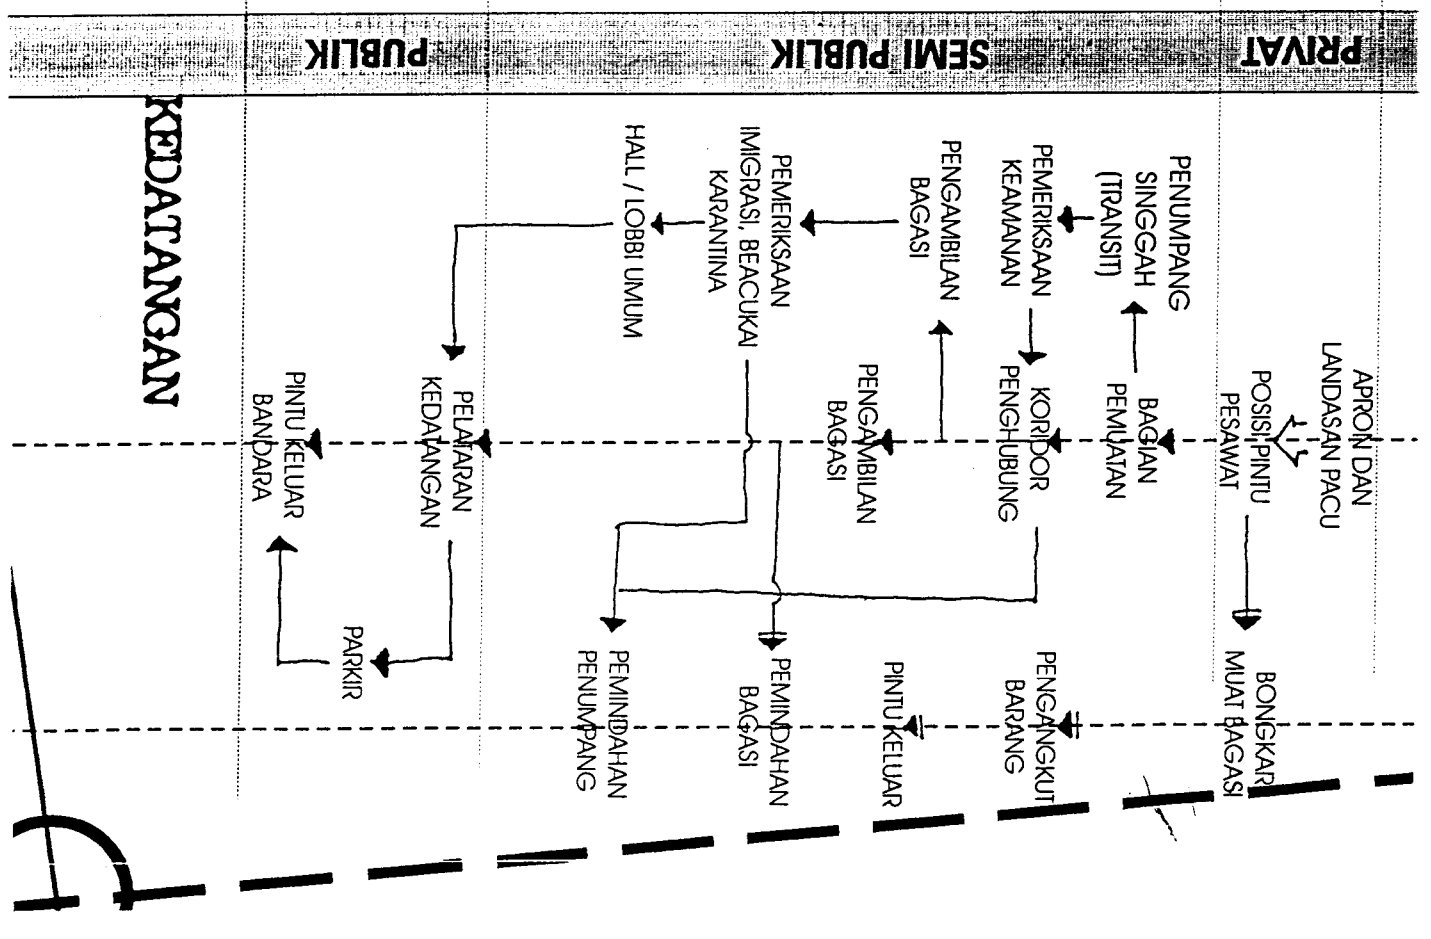 PRIVAT
SEMI PUBLIK
PUBLIK
APRON DAN
LANDASAN PACU
POSISI PINTU
PESAWAT
BONGKAR
MUAT BAGASI
PENUMPANG
SINGGAH
(TRANSIT)
BAGIAN
PEMUATAN
PEMERIKSAAN
KEAMANAN
KORIDOR
PENGHUBUNG
PENGANGKUT
BARANG
PENGAMBILAN
BAGASI
PENGAMBILAN
BAGASI
PINTU KELUAR
PEMERIKSAAN
IMIGRASI, BEACUKAI
KARANTINA
PEMINDAHAN
BAGASI
HALL / LOBBI UMUM
PEMINDAHAN
PENUMPANG
PELATARAN
KEDATANGAN
PARKIR
PINTU KELUAR
BANDARA
KEDATANGAN